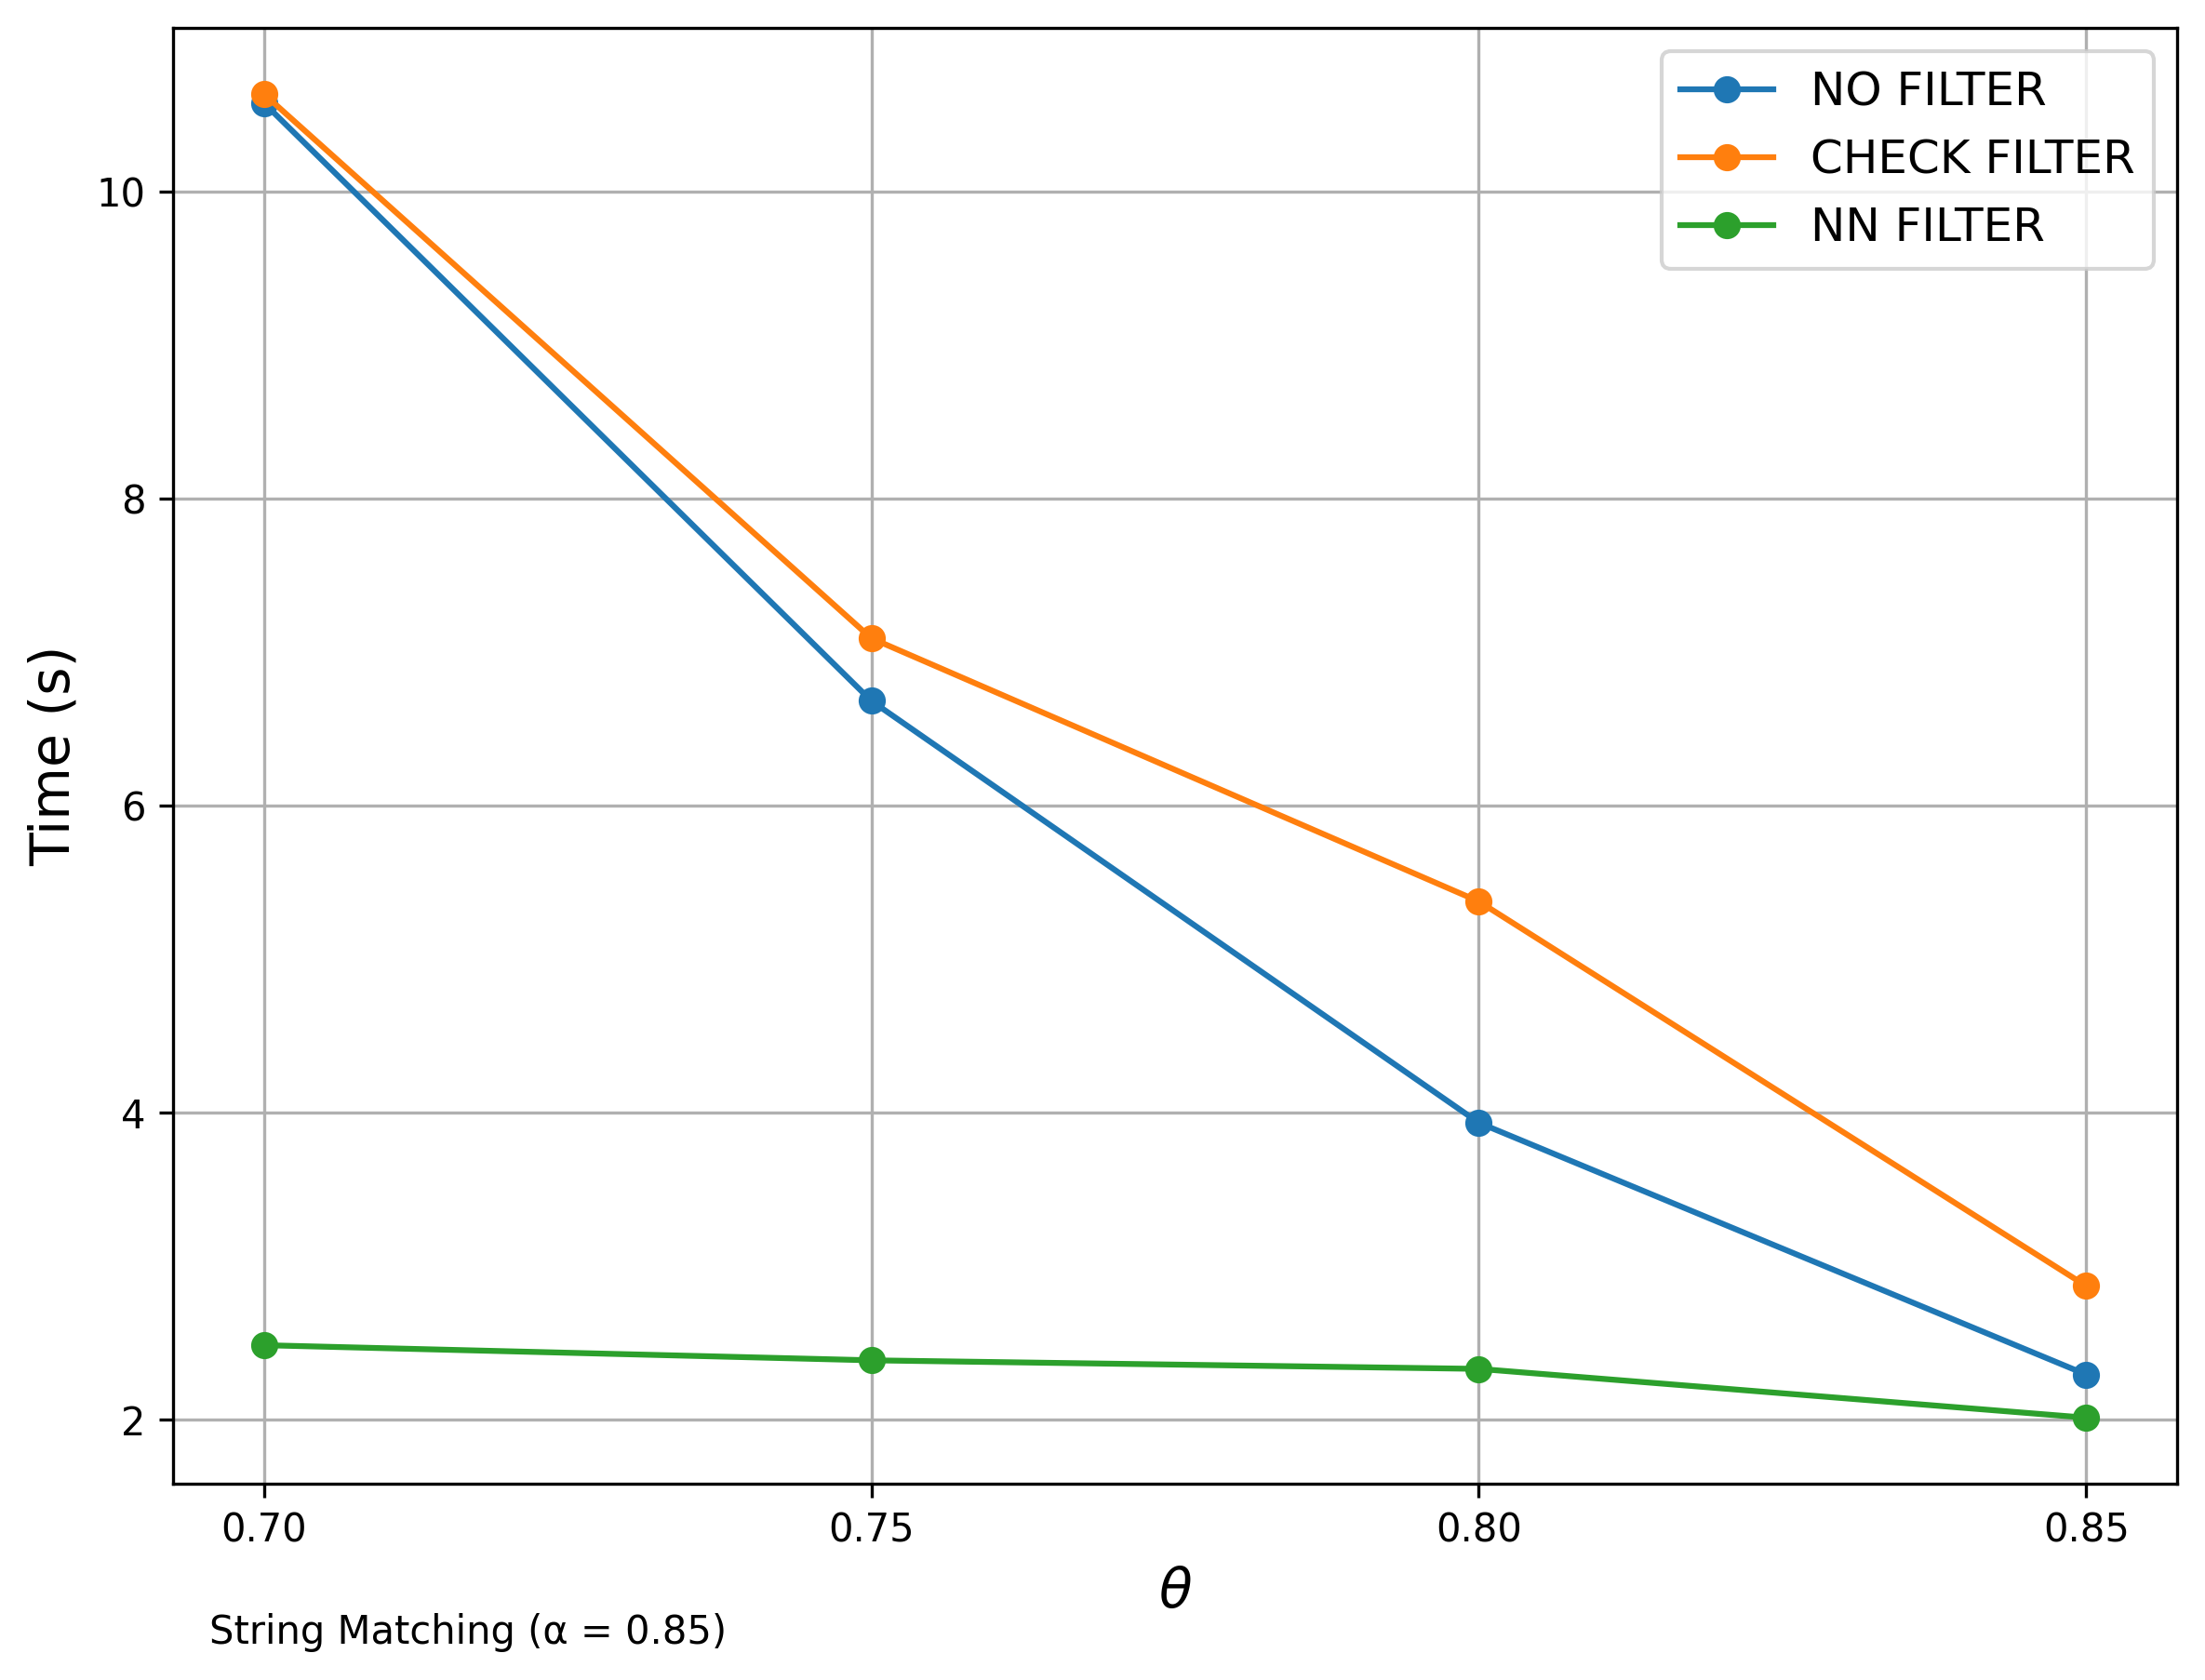 NO FILTER
CHECK FILTER
NN FILTER
Time (s)
10
8
6
4
2
0.70 0.75 0.80 0.85
θ
String Matching (α = 0.85)